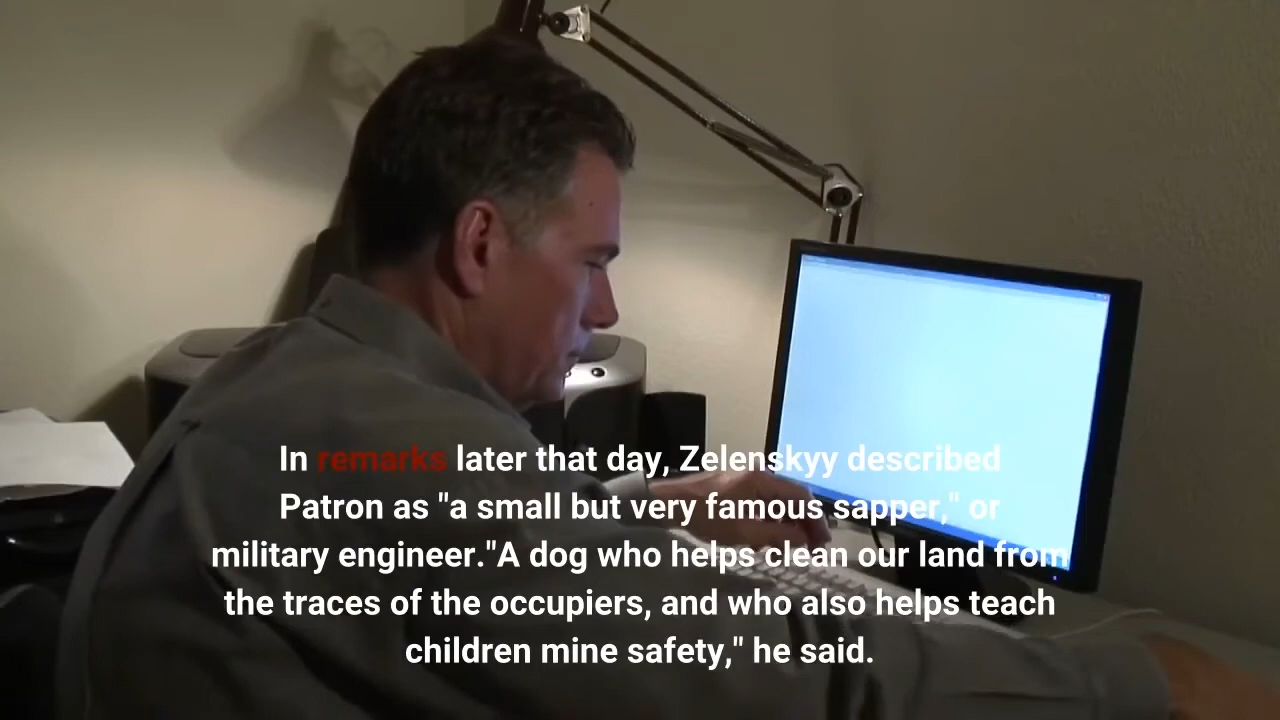 In remarks later that day, Zelenskyy described
Patron as "a small but very famous sapper," or
military engineer."A dog who helps clean our land from
the traces of the occupiers, and who also helps teach
children mine safety," he said.